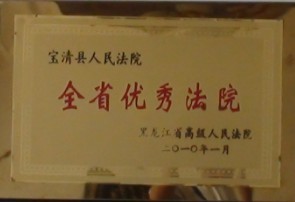 宝清县人民法院
全省优秀法院
黑龙江省高级人民法院
二〇一〇年一月